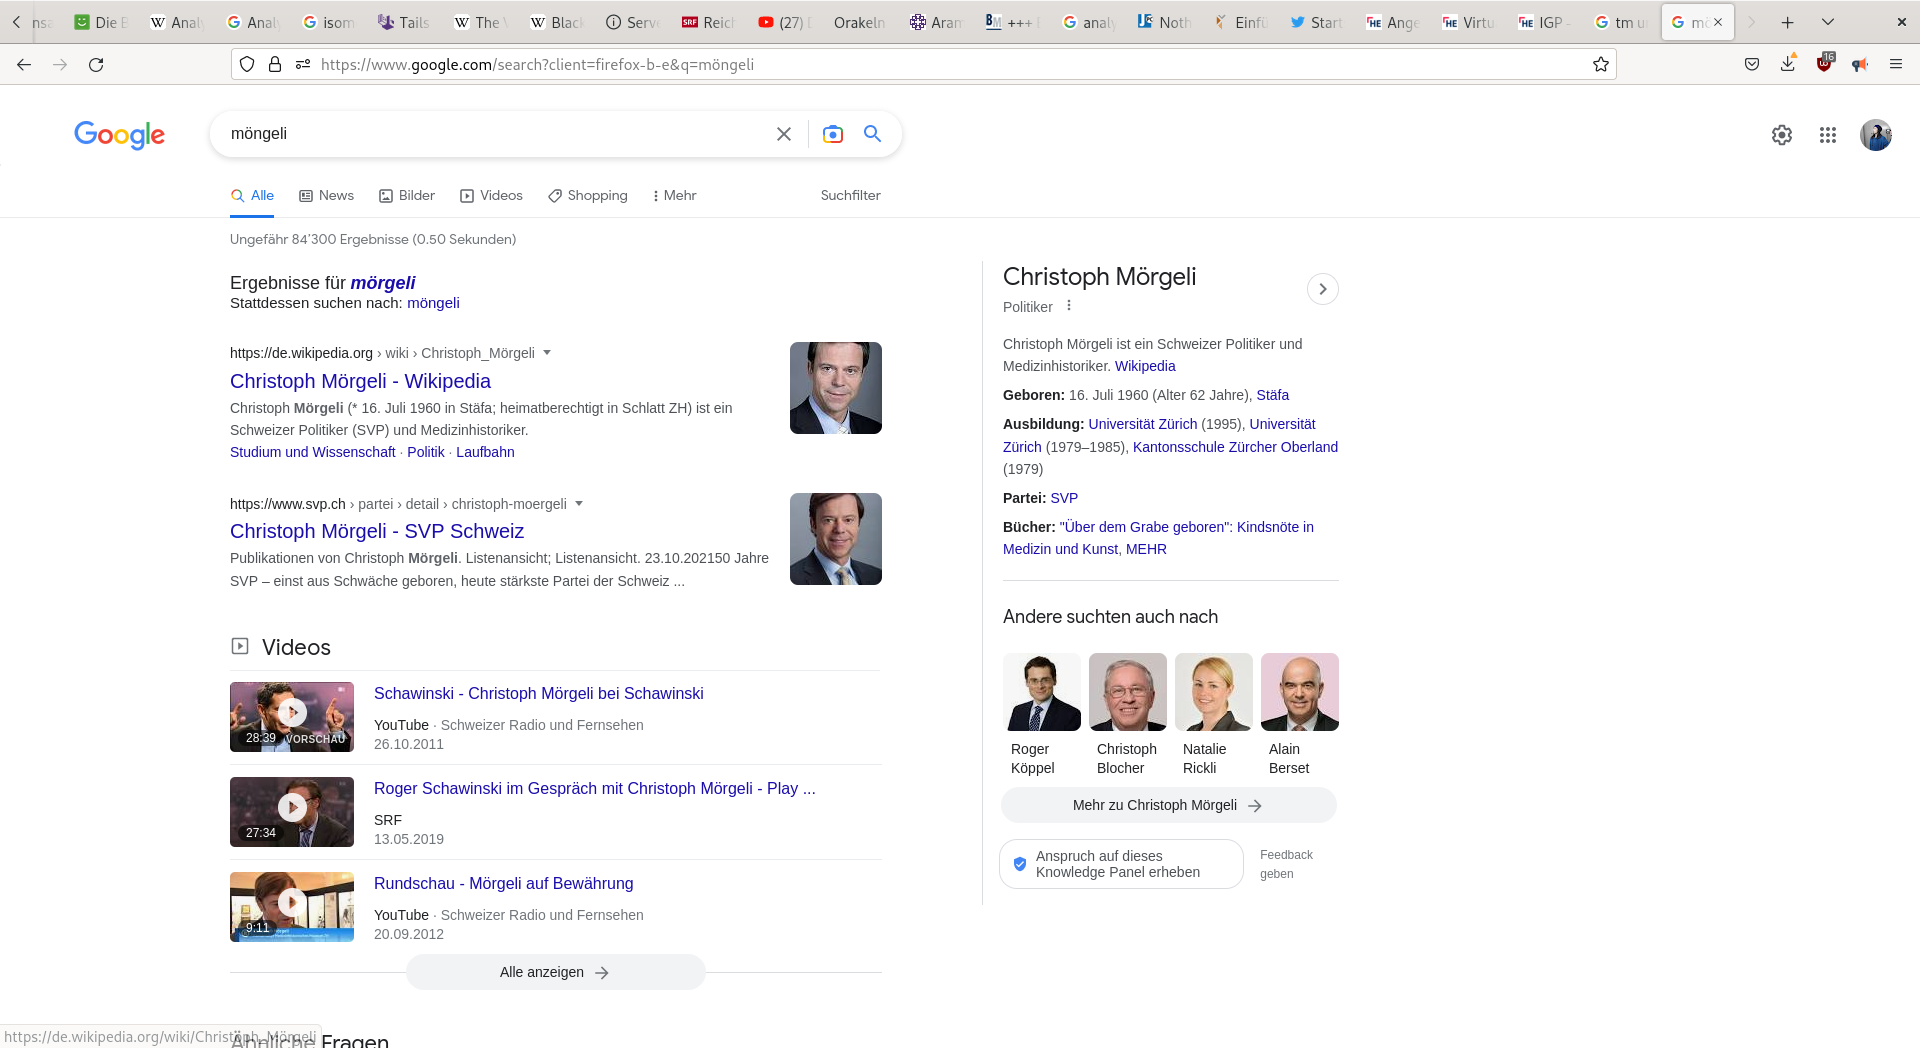 Die B
Analy
Analy
isom
Tails
The
Black
Serve
SRF Reich
(27)
Orakeln
Aram
BM +++
analy
Noth
Einfü
Start
THE Ange
THE Virtu
THE IGP -
tm u
mö
https://www.google.com/search?client=firefox-b-e&q=möngeli
16
Google
möngeli
Alle News Bilder Videos Shopping Mehr Suchfilter
Ungefähr 84’300 Ergebnisse (0.50 Sekunden)
Ergebnisse für mörgeli
Stattdessen suchen nach: möngeli
https://de.wikipedia.org › wiki › Christoph_Mörgeli
Christoph Mörgeli - Wikipedia
Christoph Mörgeli (* 16. Juli 1960 in Stäfa; heimatberechtigt in Schlatt ZH) ist ein
Schweizer Politiker (SVP) und Medizinhistoriker.
Studium und Wissenschaft · Politik · Laufbahn
https://www.svp.ch › partei › detail › christoph-moergeli
Christoph Mörgeli - SVP Schweiz
Publikationen von Christoph Mörgeli. Listenansicht; Listenansicht. 23.10.202150 Jahre
SVP – einst aus Schwäche geboren, heute stärkste Partei der Schweiz ...
Videos
28:39 VORSCHAU
Schawinski - Christoph Mörgeli bei Schawinski
YouTube · Schweizer Radio und Fernsehen
26.10.2011
27:34
Roger Schawinski im Gespräch mit Christoph Mörgeli - Play ...
SRF
13.05.2019
9:11
Rundschau - Mörgeli auf Bewährung
YouTube · Schweizer Radio und Fernsehen
20.09.2012
Alle anzeigen
Ähnliche Fragen
https://de.wikipedia.org/wiki/Christoph_Mörgeli
Christoph Mörgeli
Politiker
Christoph Mörgeli ist ein Schweizer Politiker und
Medizinhistoriker. Wikipedia
Geboren: 16. Juli 1960 (Alter 62 Jahre), Stäfa
Ausbildung: Universität Zürich (1995), Universität
Zürich (1979–1985), Kantonsschule Zürcher Oberland
(1979)
Partei: SVP
Bücher: "Über dem Grabe geboren": Kindsnöte in
Medizin und Kunst, MEHR
Andere suchten auch nach
Roger
Köppel
Christoph
Blocher
Natalie
Rickli
Alain
Berset
Mehr zu Christoph Mörgeli
Anspruch auf dieses
Knowledge Panel erheben
Feedback
geben